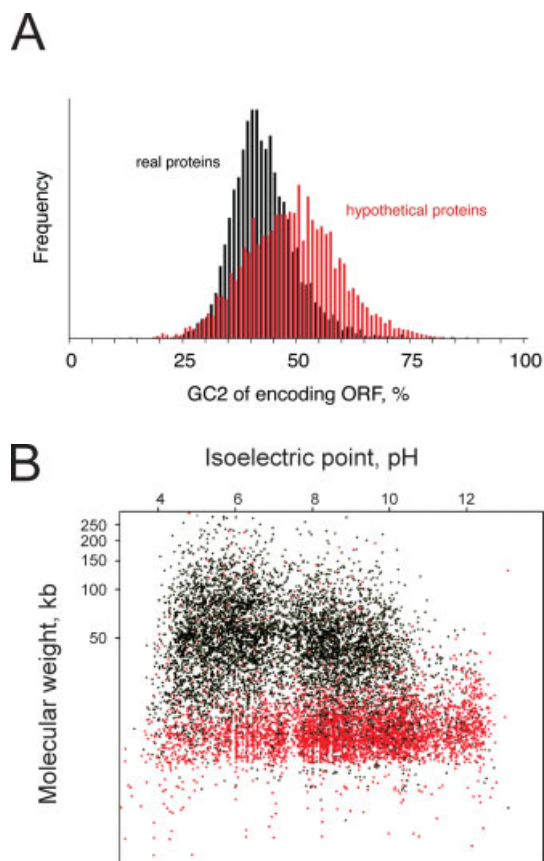 A
Frequency
real proteins
hypothetical proteins
0 25 50 75 100
GC2 of encoding ORF, %
B
Isoelectric point, pH
4 6 8 10 12
Molecular weight, kb
250
200
150
100
50